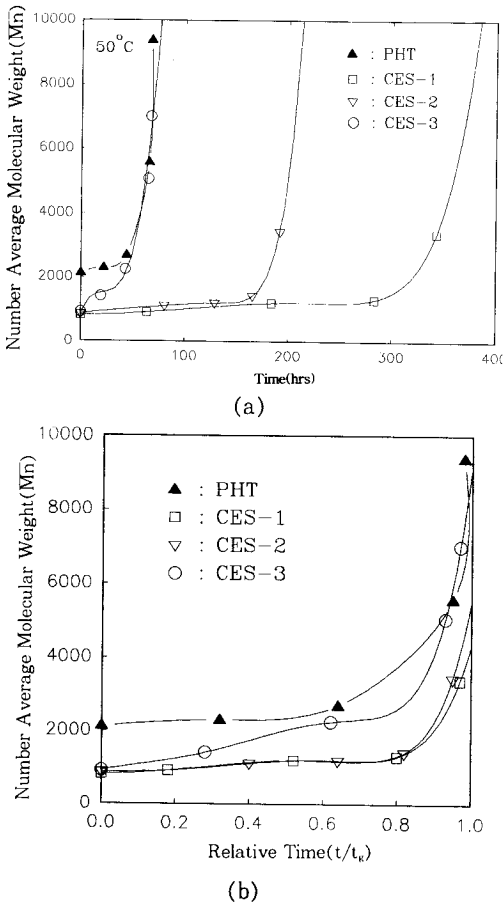 10000
50°C
▲ : PHT
□ : CES-1
▽ : CES-2
○ : CES-3
8000
6000
4000
2000
0
Number Average Molecular Weight(Mn)
0 100 200 300 400
Time(hrs)
(a)
10000
▲ : PHT
□ : CES-1
▽ : CES-2
○ : CES-3
8000
6000
4000
2000
0
Number Average Molecular Weight(Mn)
0.0 0.2 0.4 0.6 0.8 1.0
Relative Time(t/tg)
(b)